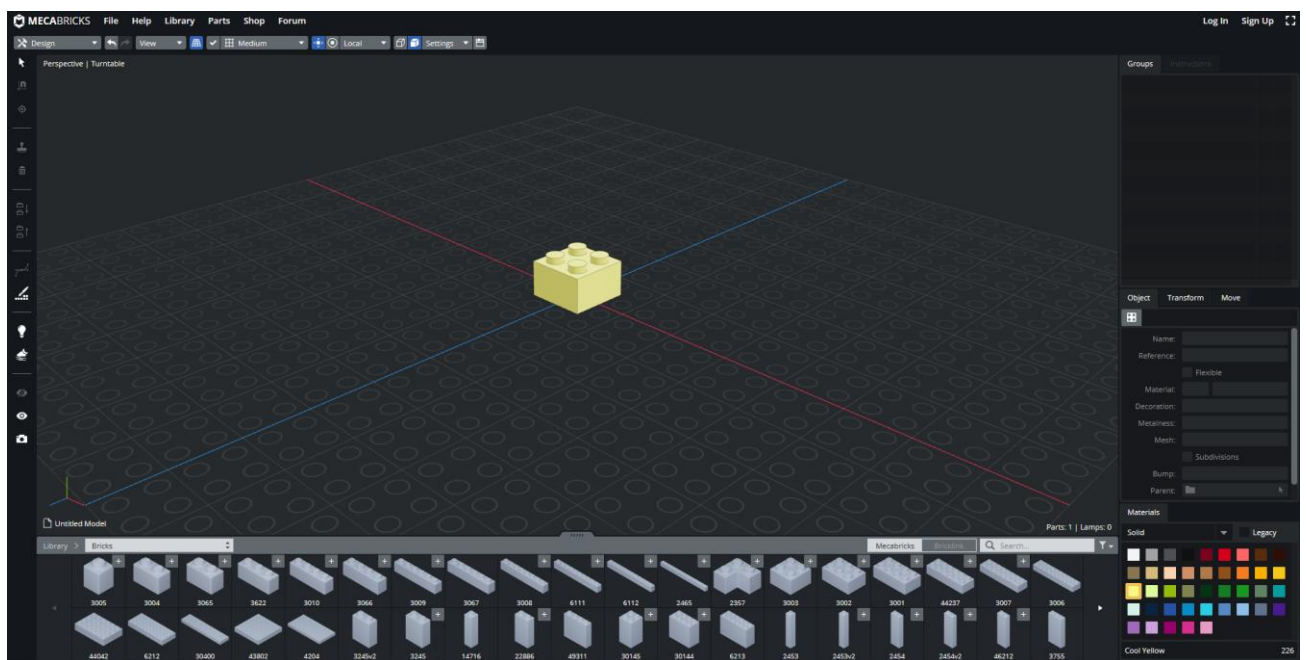 MECABRICKS File Help Library Parts Shop Forum Log In Sign Up
Design View Medium Local Settings
Perspective | Turntable
Groups Instructions
Object Transform Move
Name:
Reference:
Flexible
Material:
Decoration:
Metalness:
Mesh:
Subdivisions
Bump:
Parent:
Untitled Model
Parts: 1 | Lamps: 0
Library > Bricks Mecabricks Bricklink Search...
3005 3004 3065 3622 3010 3066 3009 3067 3008 6111 6112 2465 2357 3003 3002 3001 44237 3007 3006
44042 6212 30400 43802 4204 3245v2 3245 14716 22886 49311 30145 30144 6213 2453 2453v2 2454 2454v2 46212 3755
Materials
Solid Legacy
Cool Yellow 226